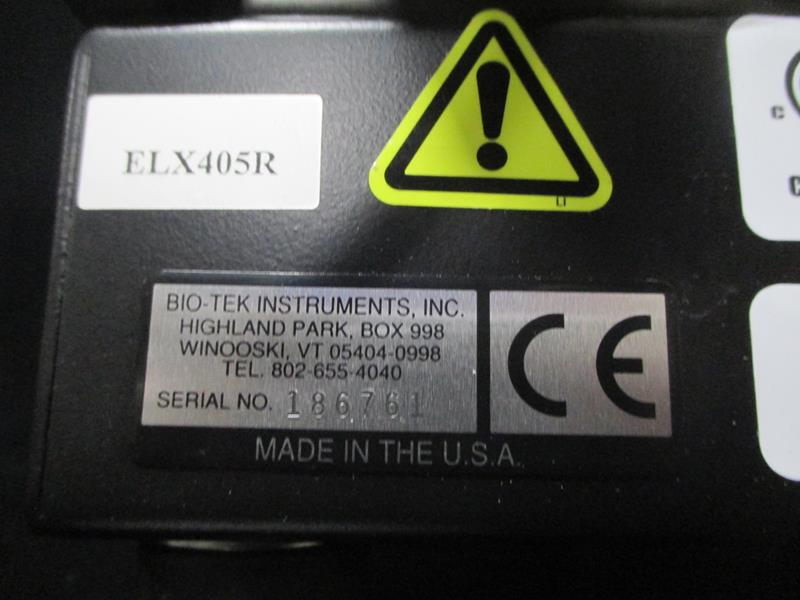 ELX405R
LT
BIO-TEK INSTRUMENTS, INC.
HIGHLAND PARK, BOX 998
WINOOSKI, VT 05404-0998
TEL. 802-655-4040
SERIAL NO. 186761
CE
MADE IN THE U.S.A.
C